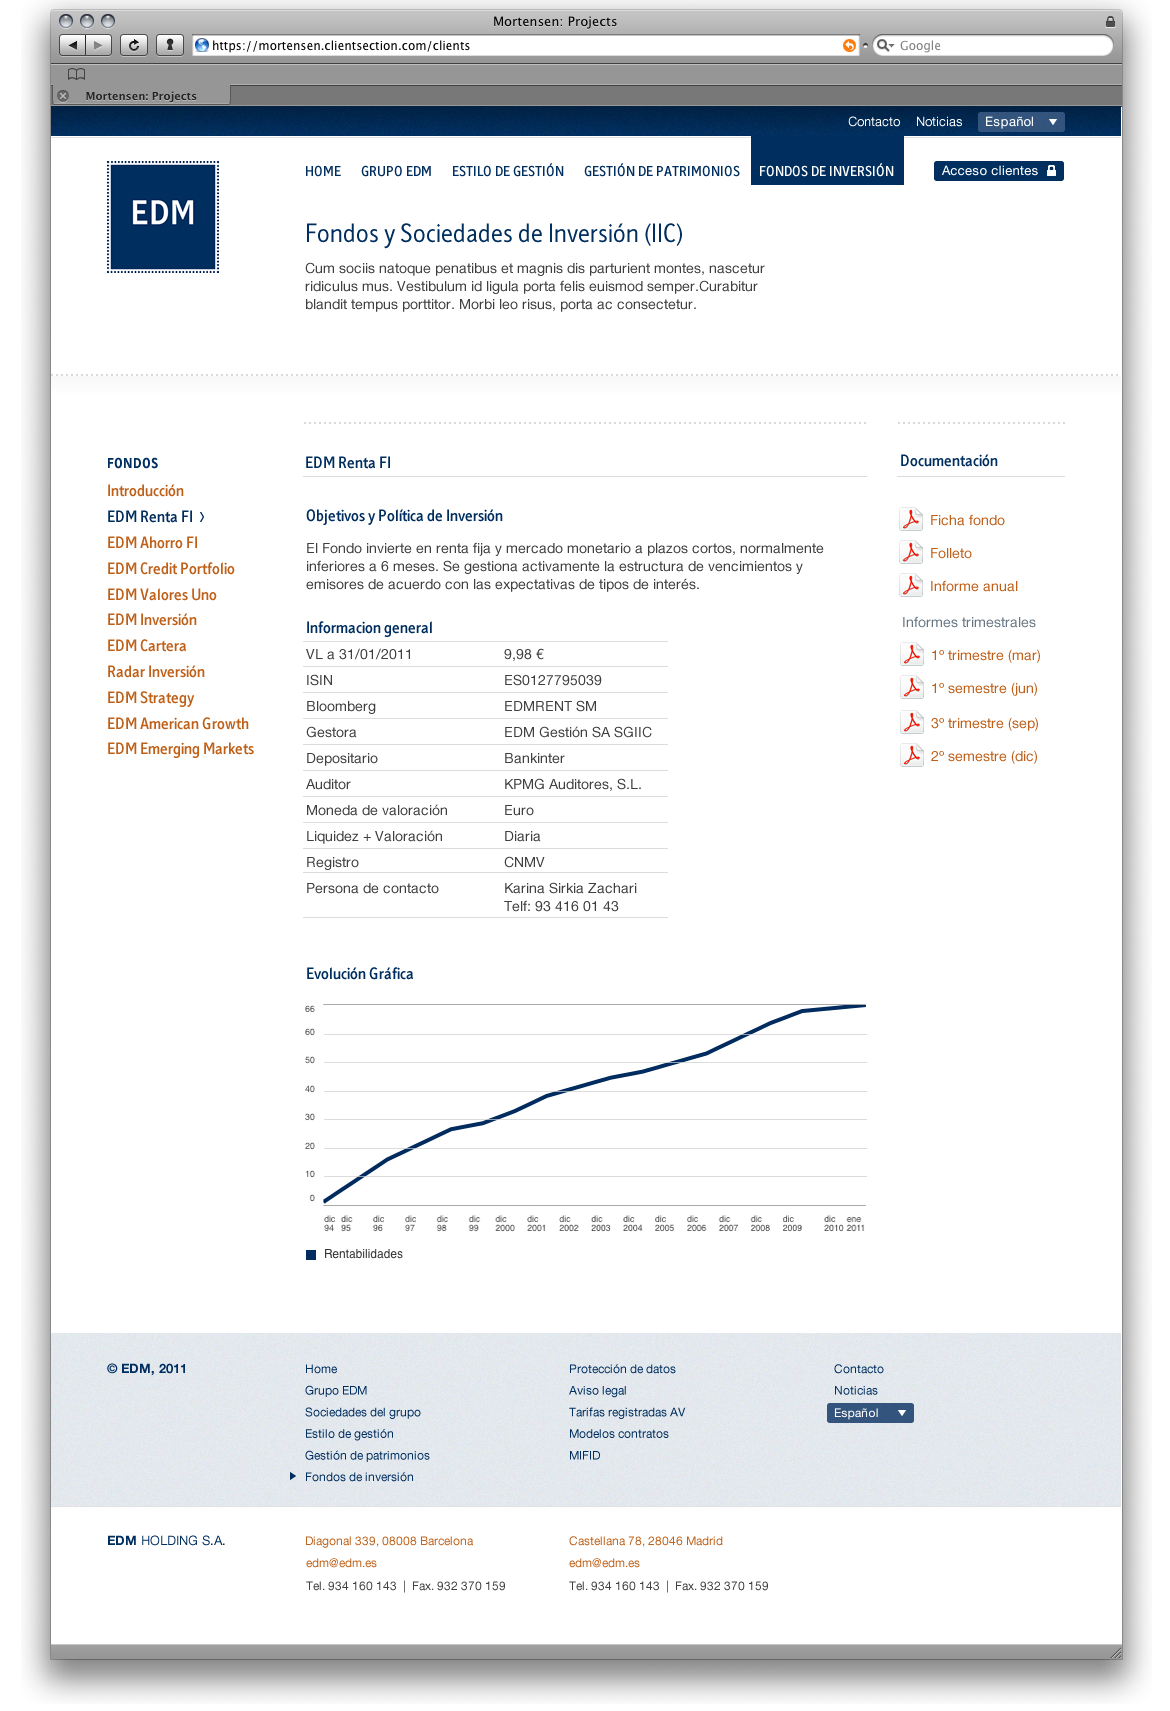 Mortensen: Projects
https://mortensen.clientsection.com/clients
Google
Mortensen: Projects
Contacto Noticias Español
HOME GRUPO EDM ESTILO DE GESTIÓN GESTIÓN DE PATRIMONIOS FONDOS DE INVERSIÓN Acceso clientes
EDM
Fondos y Sociedades de Inversión (IIC)
Cum sociis natoque penatibus et magnis dis parturient montes, nascetur
ridiculus mus. Vestibulum id ligula porta felis euismod semper.Curabitur
blandit tempus porttitor. Morbi leo risus, porta ac consectetur.
FONDOS
Introducción
EDM Renta FI
EDM Ahorro FI
EDM Credit Portfolio
EDM Valores Uno
EDM Inversión
EDM Cartera
Radar Inversión
EDM Strategy
EDM American Growth
EDM Emerging Markets
EDM Renta FI
Objetivos y Política de Inversión
El Fondo invierte en renta fija y mercado monetario a plazos cortos, normalmente
inferiores a 6 meses. Se gestiona activamente la estructura de vencimientos y
emisores de acuerdo con las expectativas de tipos de interés.
Informacion general
VL a 31/01/2011 9,98 €
ISIN ES0127795039
Bloomberg EDMRENT SM
Gestora EDM Gestión SA SGIIC
Depositario Bankinter
Auditor KPMG Auditores, S.L.
Moneda de valoración Euro
Liquidez + Valoración Diaria
Registro CNMV
Persona de contacto Karina Sirkia Zachari
Telf: 93 416 01 43
Documentación
Ficha fondo
Folleto
Informe anual
Informes trimestrales
1º trimestre (mar)
1º semestre (jun)
3º trimestre (sep)
2º semestre (dic)
Evolución Gráfica
66
60
50
40
30
20
10
0
dic dic dic dic dic dic dic dic dic dic dic dic dic dic dic dic dic ene
94 95 96 97 98 99 2000 2001 2002 2003 2004 2005 2006 2007 2008 2009 2010 2011
Rentabilidades
© EDM, 2011
Home
Grupo EDM
Sociedades del grupo
Estilo de gestión
Gestión de patrimonios
Fondos de inversión
Protección de datos
Aviso legal
Tarifas registradas AV
Modelos contratos
MIFID
Contacto
Noticias
Español
EDM HOLDING S.A.
Diagonal 339, 08008 Barcelona
edm@edm.es
Tel. 934 160 143 | Fax. 932 370 159
Castellana 78, 28046 Madrid
edm@edm.es
Tel. 934 160 143 | Fax. 932 370 159